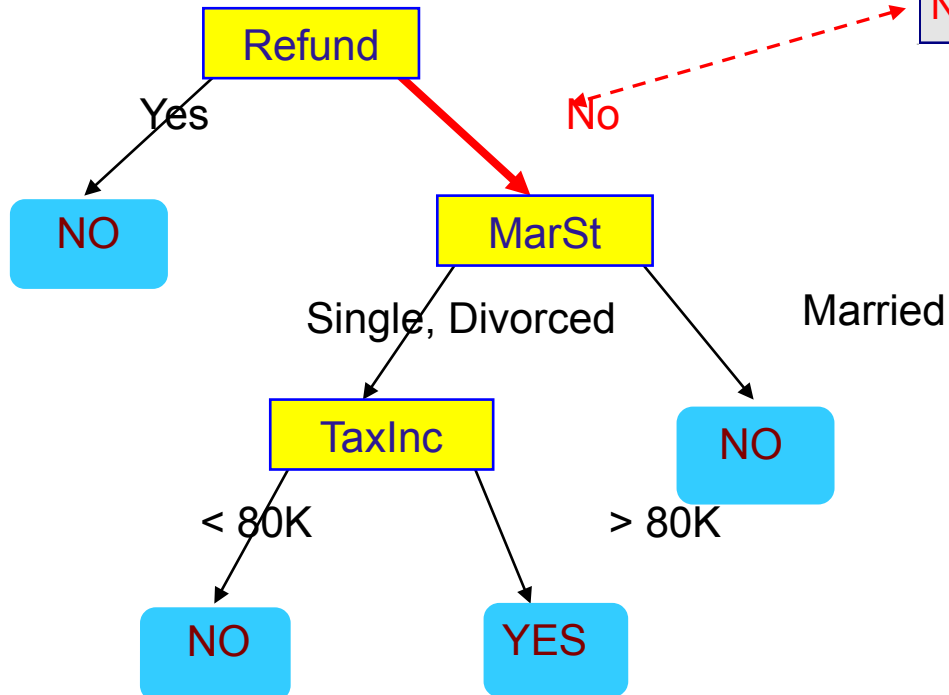 Refund
N
Yes
No
NO
MarSt
Single, Divorced
Married
TaxInc
NO
< 80K
> 80K
NO
YES